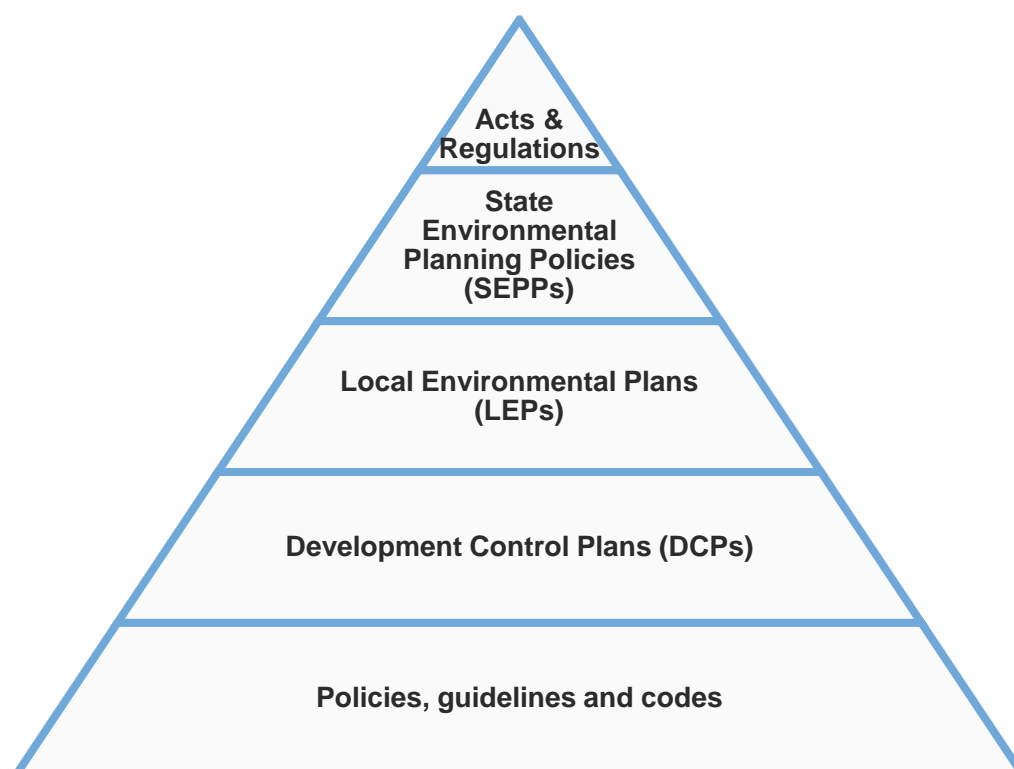 Acts &
Regulations
State
Environmental
Planning Policies
(SEPPs)
Local Environmental Plans
(LEPs)
Development Control Plans (DCPs)
Policies, guidelines and codes